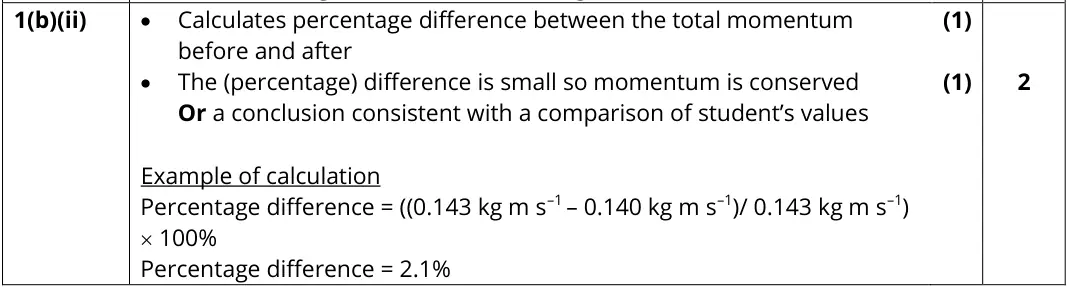 1(b)(ii)
• Calculates percentage difference between the total momentum (1)
before and after
• The (percentage) difference is small so momentum is conserved (1) 2
Or a conclusion consistent with a comparison of student’s values
Example of calculation
Percentage difference = ((0.143 kg m s⁻¹ – 0.140 kg m s⁻¹)/ 0.143 kg m s⁻¹)
× 100%
Percentage difference = 2.1%